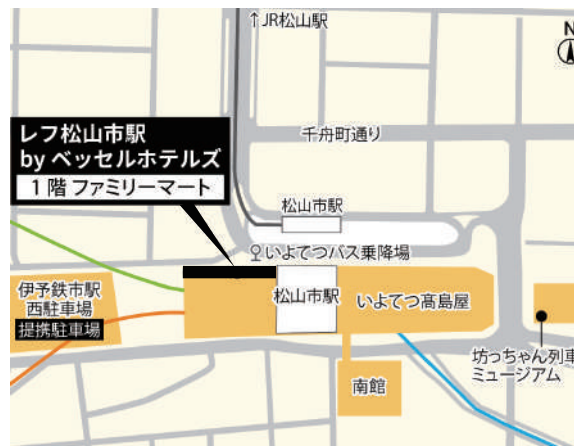 ↑JR松山駅
N
千舟町通り
レフ松山市駅
by ベッセルホテルズ
1階 ファミリーマート
松山市駅
いよてつバス乗降場
伊予鉄市駅
西駐車場
提携駐車場
松山市駅
いよてつ髙島屋
坊っちゃん列車
ミュージアム
南館